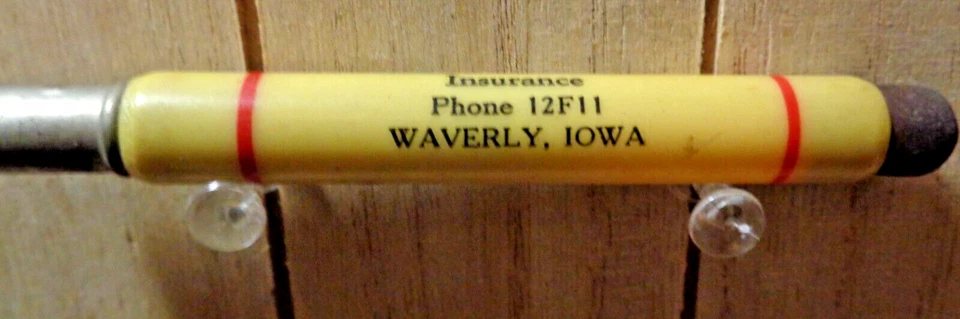 Insurance
Phone 12F11
WAVERLY, IOWA